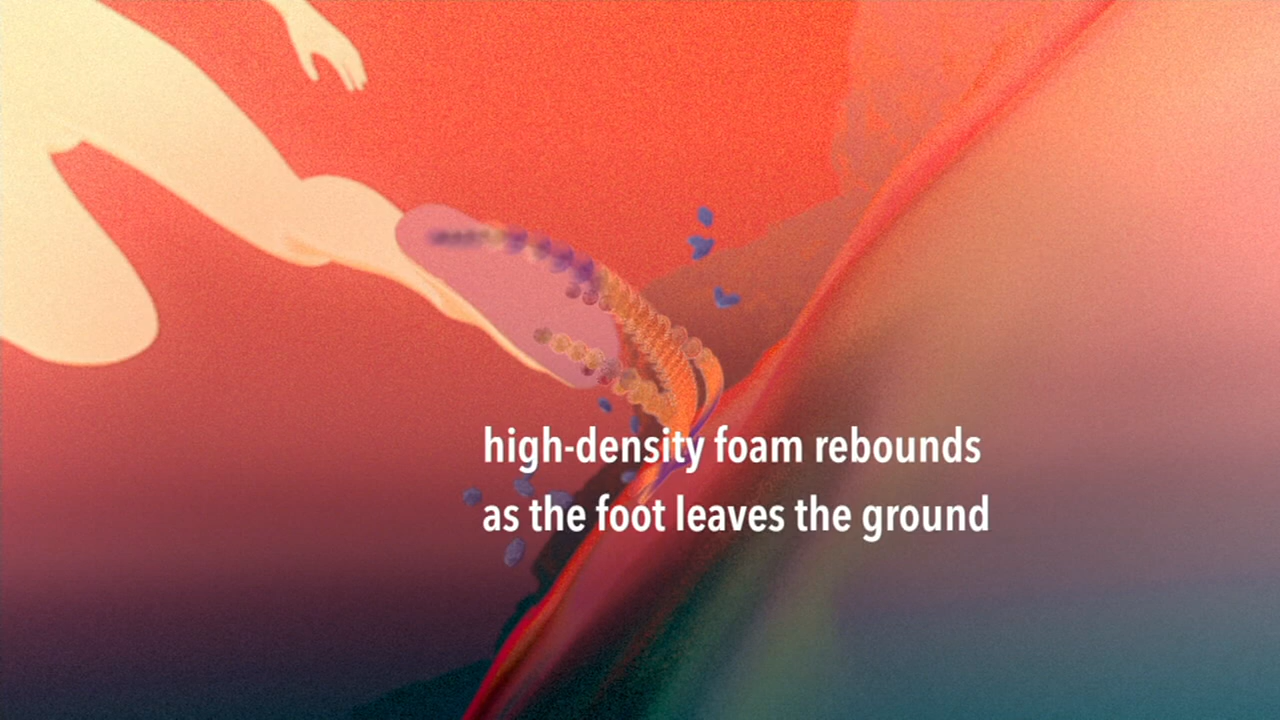 high-density foam rebounds
as the foot leaves the ground